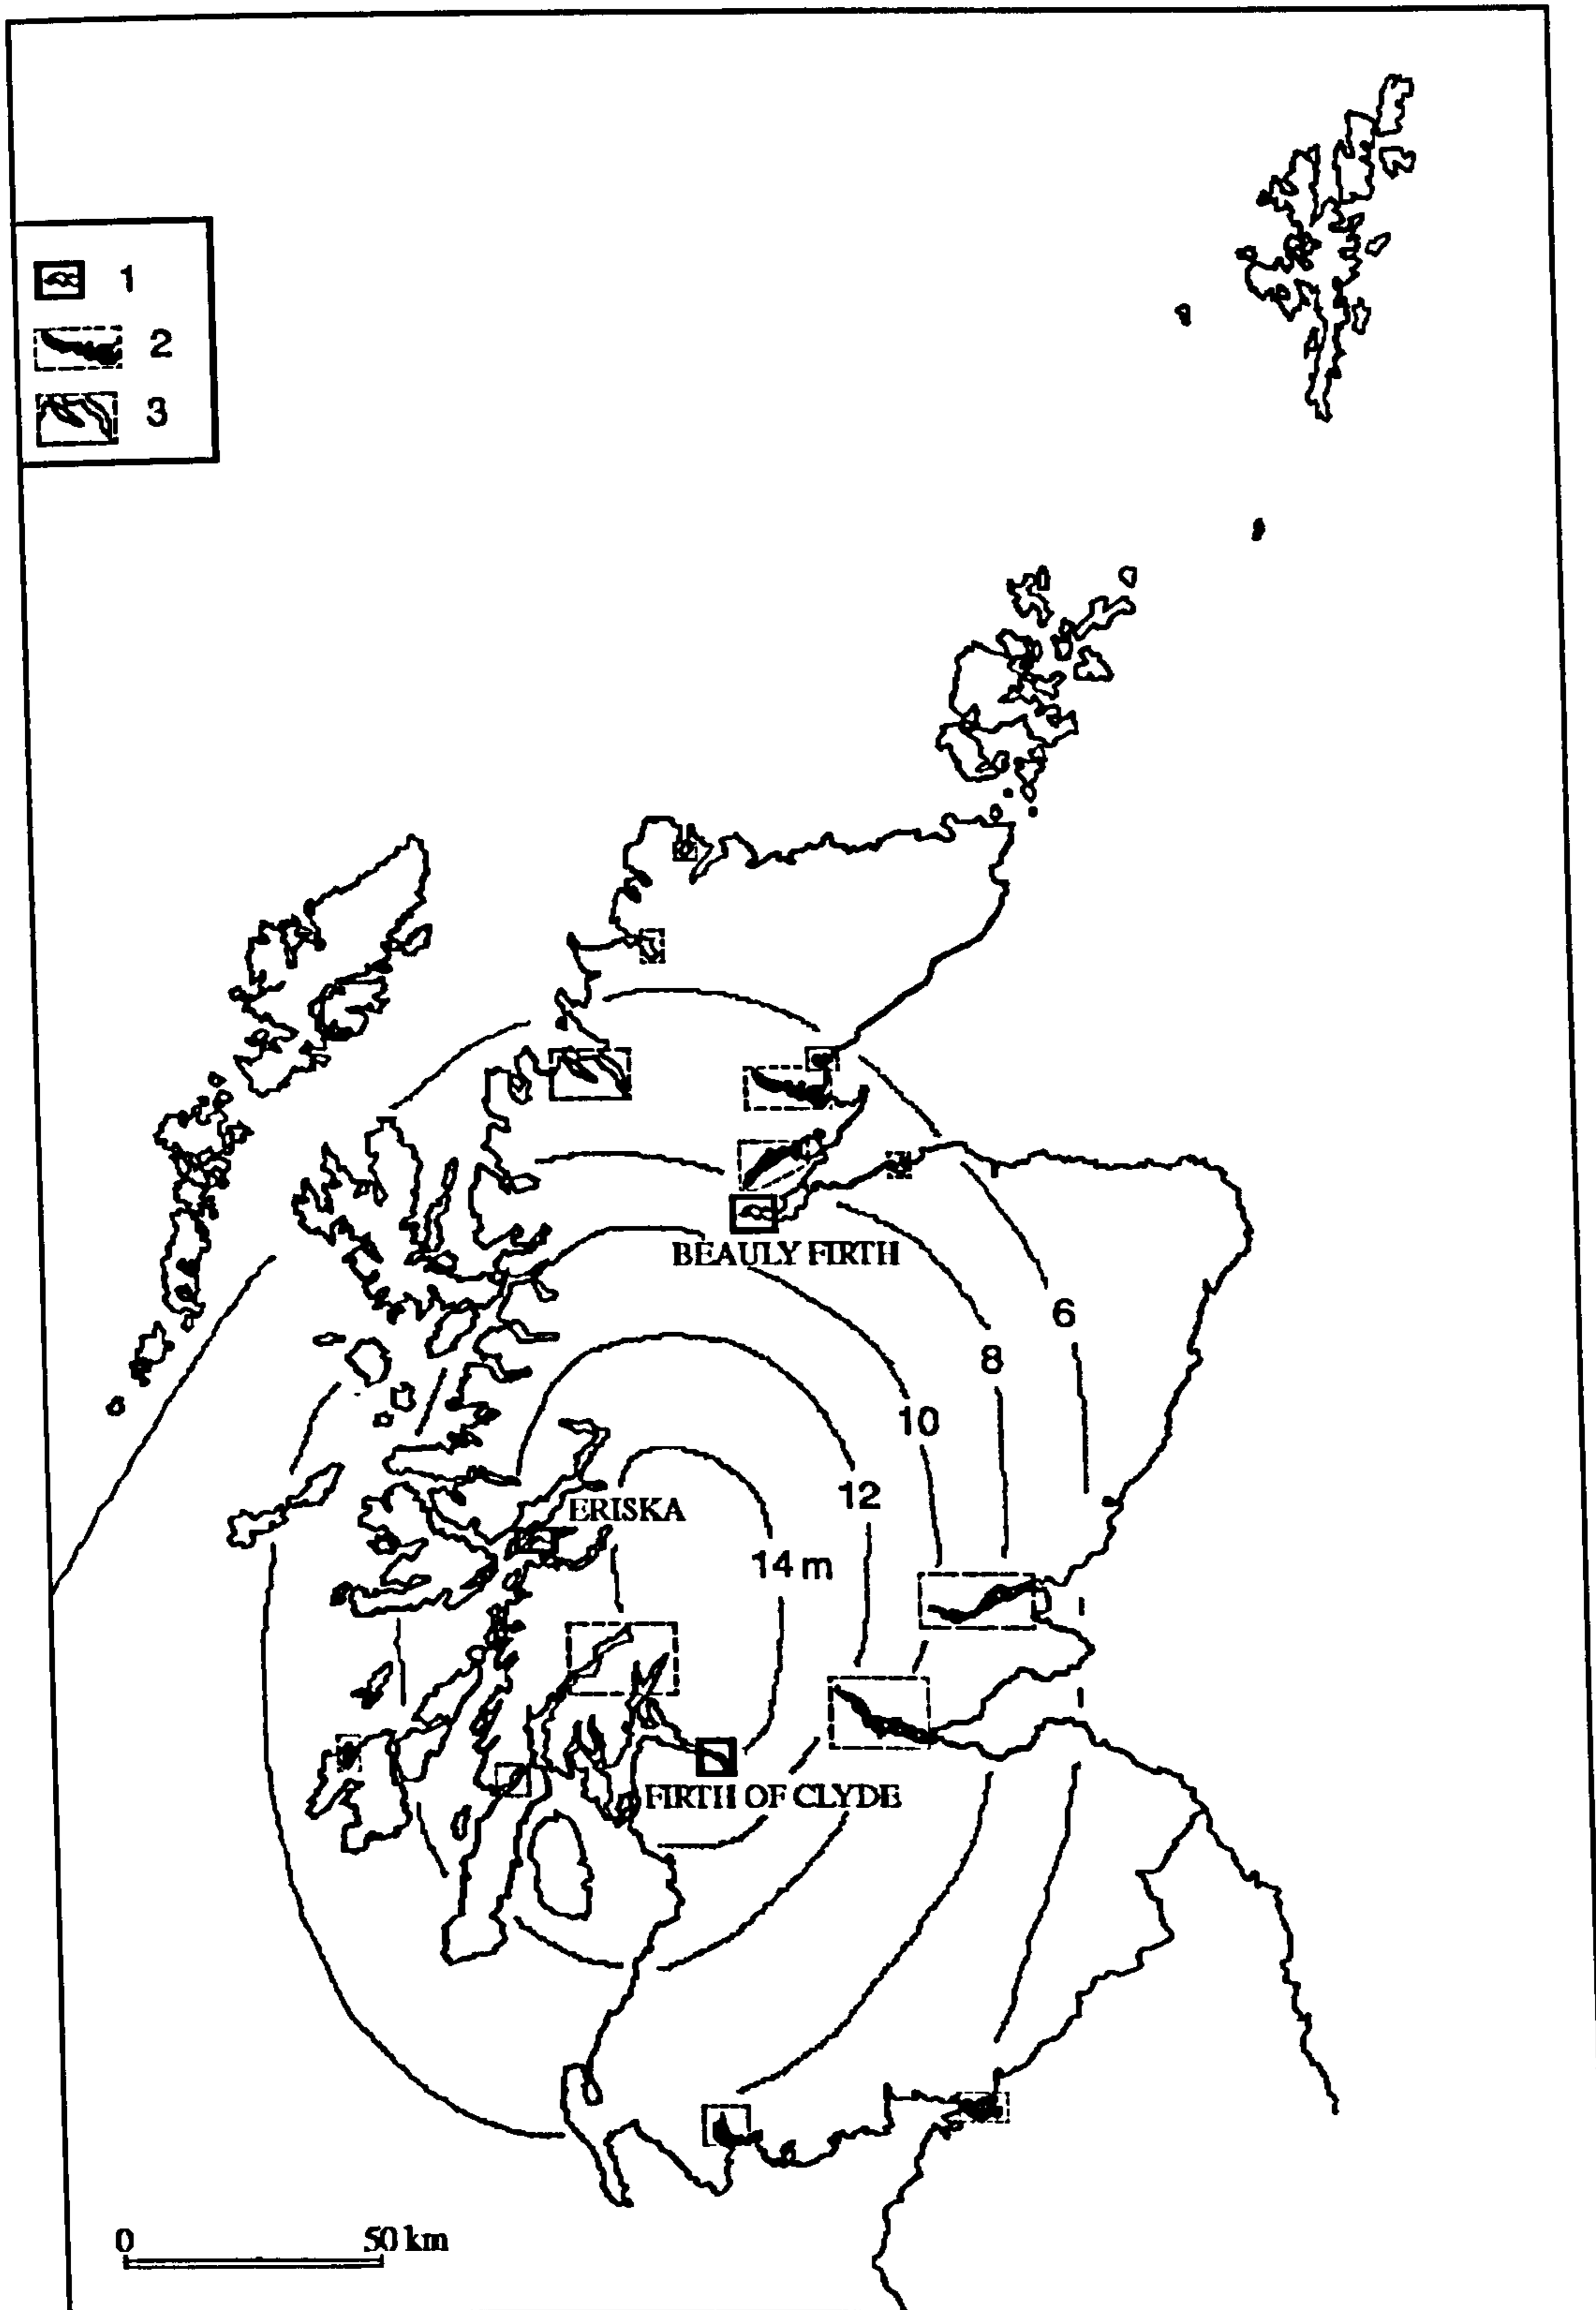 1
2
3
BEAULY FIRTH
6
8
10
12
ERISKA
14 m
FIRTH OF CLYDE
0 50 km